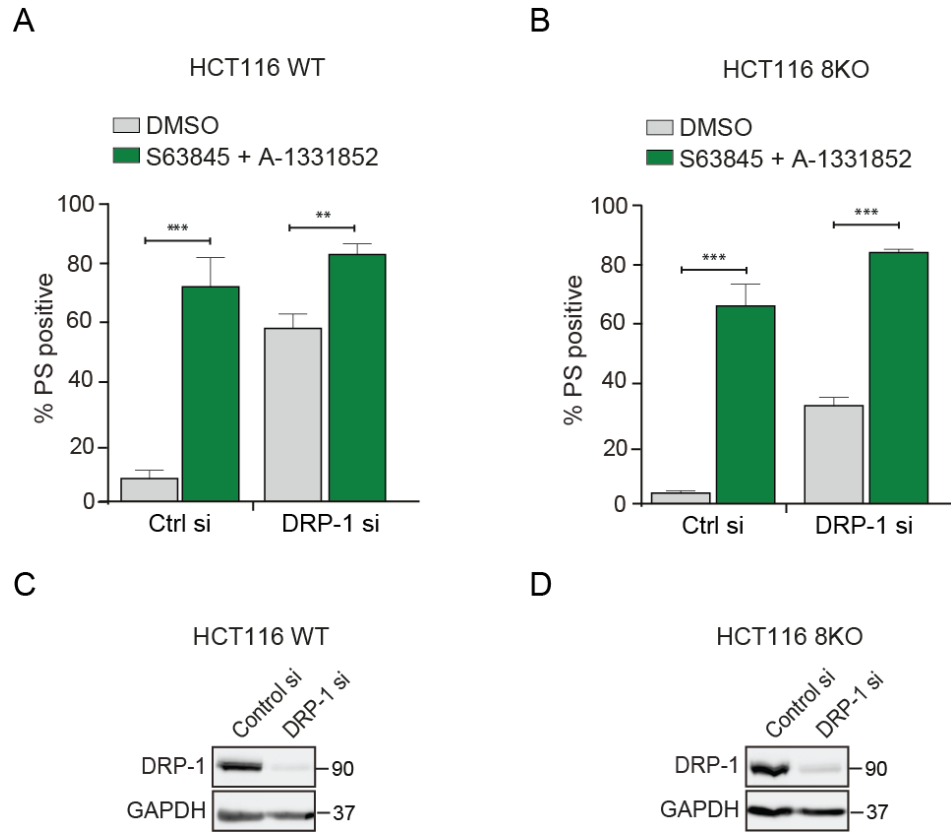 A
HCT116 WT
DMSO
S63845 + A-1331852
% PS positive
100
80
60
40
20
0
***
**
Ctrl si
DRP-1 si
B
HCT116 8KO
DMSO
S63845 + A-1331852
% PS positive
100
80
60
40
20
0
***
***
Ctrl si
DRP-1 si
C
HCT116 WT
Control si
DRP-1 si
DRP-1
90
GAPDH
37
D
HCT116 8KO
Control si
DRP-1 si
DRP-1
90
GAPDH
37